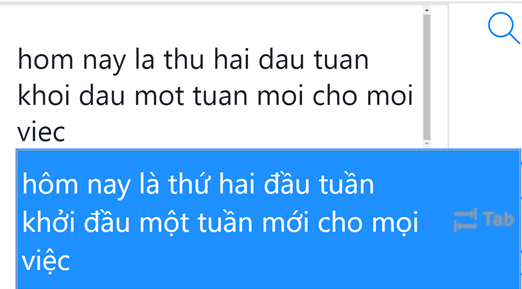 hom nay la thu hai dau tuan
khoi dau mot tuan moi cho moi
viec
hôm nay là thứ hai đầu tuần
khởi đầu một tuần mới cho mọi
việc
Tab